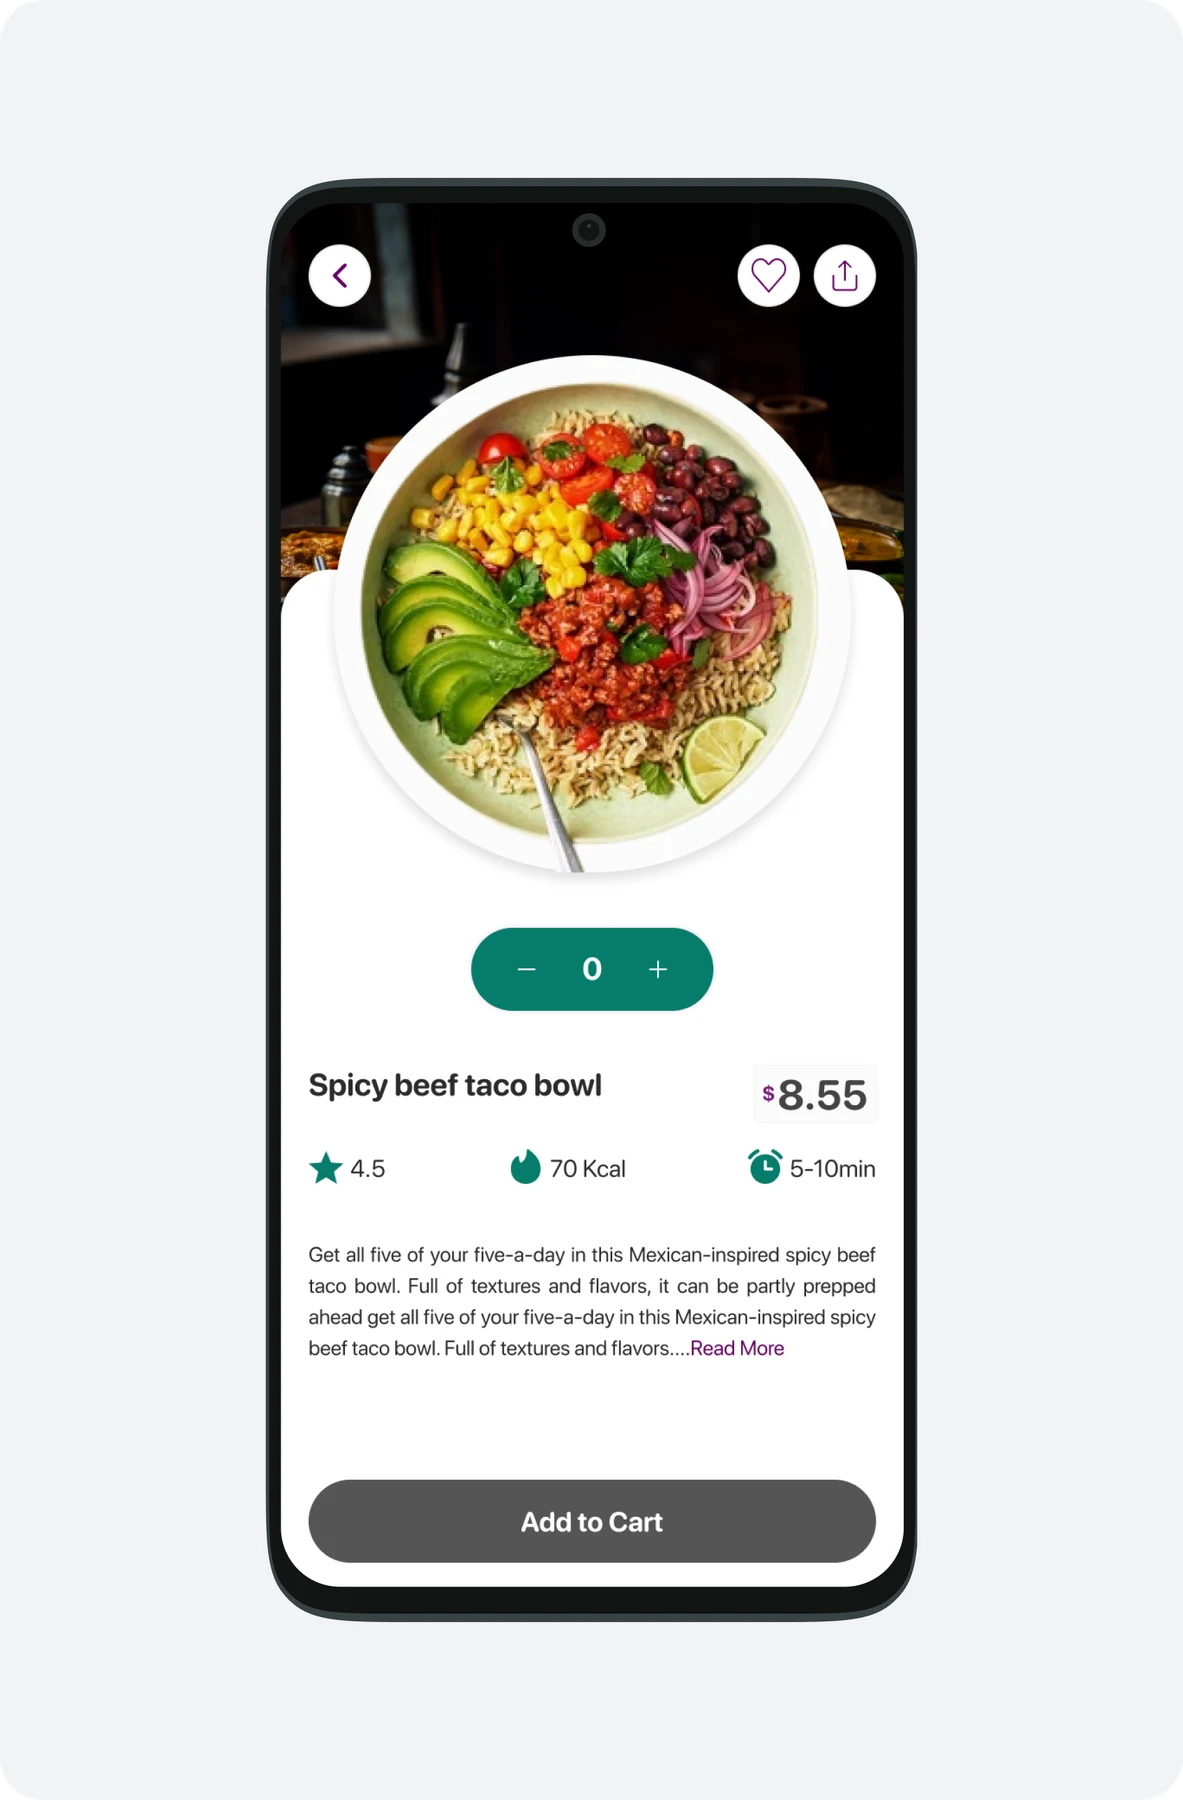 0
Spicy beef taco bowl
$8.55
4.5
70 Kcal
5-10min
Get all five of your five-a-day in this Mexican-inspired spicy beef
taco bowl. Full of textures and flavors, it can be partly prepped
ahead get all five of your five-a-day in this Mexican-inspired spicy
beef taco bowl. Full of textures and flavors....Read More
Add to Cart